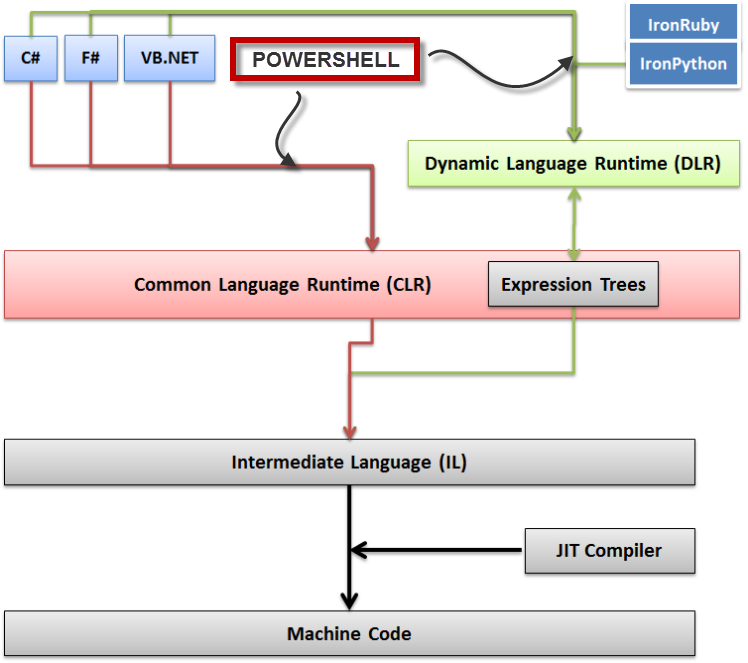 IronRuby
C#
F#
VB.NET
POWERSHELL
IronPython
Dynamic Language Runtime (DLR)
Common Language Runtime (CLR)
Expression Trees
Intermediate Language (IL)
JIT Compiler
Machine Code